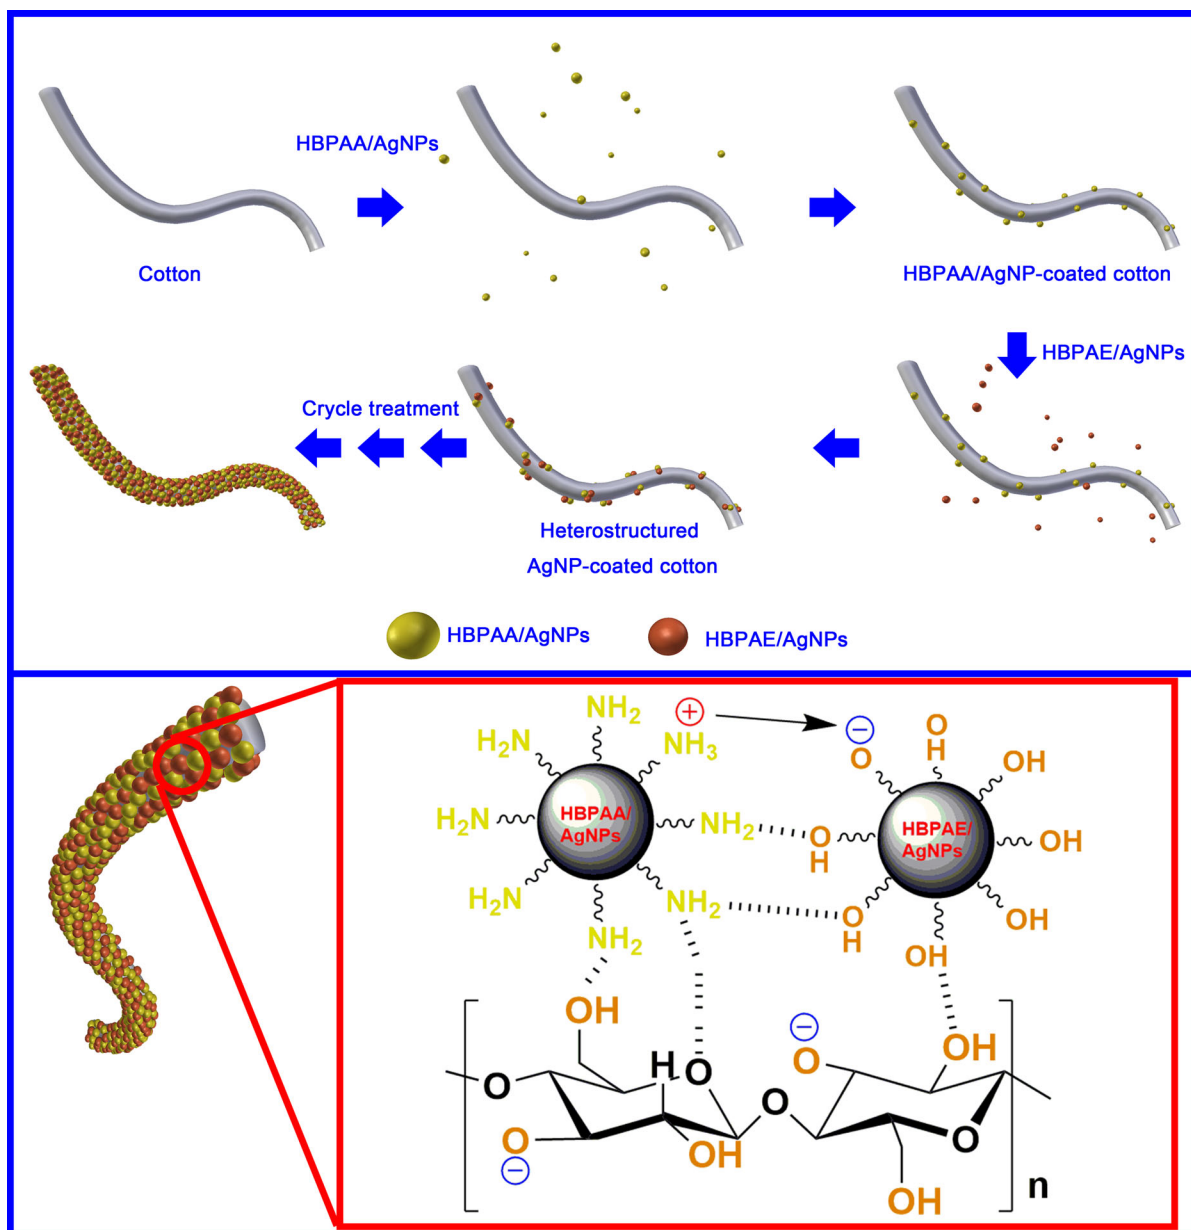 HBPAA/AgNPs
Cotton
HBPAA/AgNP-coated cotton
HBPAE/AgNPs
Crycle treatment
Heterostructured
AgNP-coated cotton
HBPAA/AgNPs
HBPAE/AgNPs
NH2
H2N
NH3
+
−
O
O
H
OH
H2N
HBPAA/
AgNPs
NH2
O
H
HBPAE/
AgNPs
OH
H2N
NH2
O
H
OH
NH2
OH
OH
O
H
O
−
O
OH
O
−
OH
O
O
OH
n